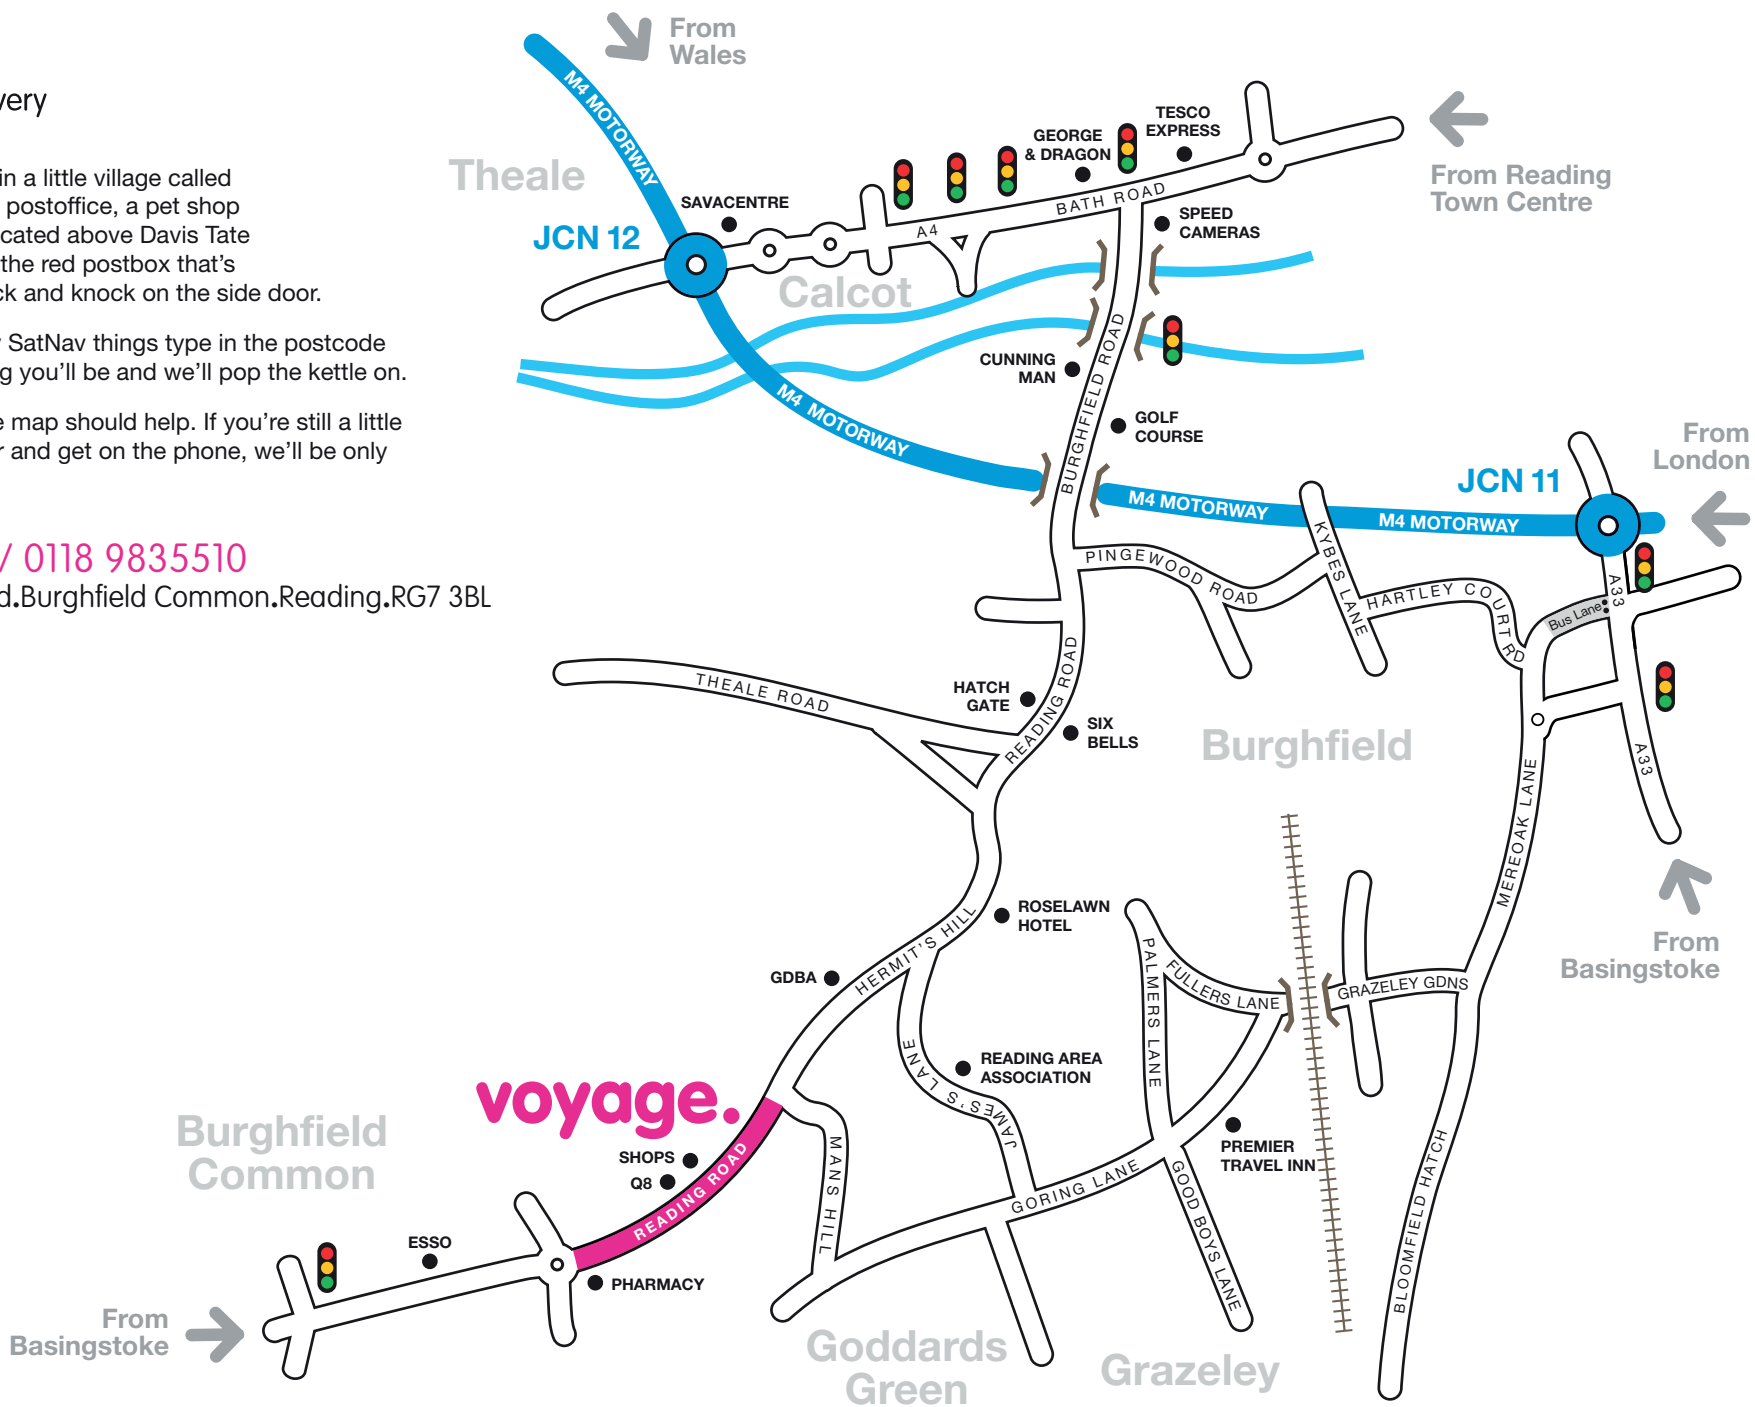 very
in a little village called
postoffice, a pet shop
cated above Davis Tate
the red postbox that's
ck and knock on the side door.
SatNav things type in the postcode
g you'll be and we'll pop the kettle on.
e map should help. If you're still a little
r and get on the phone, we'll be only
/ 0118 9835510
d.Burghfield Common.Reading.RG7 3BL
From
Wales
M4 MOTORWAY
Theale
JCN 12
SAVACENTRE
GEORGE
& DRAGON
TESCO
EXPRESS
From Reading
Town Centre
BATH ROAD
A4
SPEED
CAMERAS
Calcot
CUNNING
MAN
BURGHFIELD ROAD
M4 MOTORWAY
GOLF
COURSE
From
London
JCN 11
M4 MOTORWAY
M4 MOTORWAY
PINGEWOOD ROAD
KYBES LANE
HARTLEY COURT RD
Bus Lane
A33
THEALE ROAD
HATCH
GATE
READING ROAD
SIX
BELLS
Burghfield
A33
MEREOAK LANE
From
Basingstoke
ROSELAWN
HOTEL
HERMIT'S HILL
GDBA
PALMERS LANE
FULLERS LANE
GRAZELEY GDNS
JAMES'S LANE
READING AREA
ASSOCIATION
voyage.
Burghfield
Common
SHOPS
Q8
READING ROAD
MANS HILL
PREMIER
TRAVEL INN
GORING LANE
GOOD BOYS LANE
BLOOMFIELD HATCH
ESSO
PHARMACY
From
Basingstoke
Goddards
Green
Grazeley